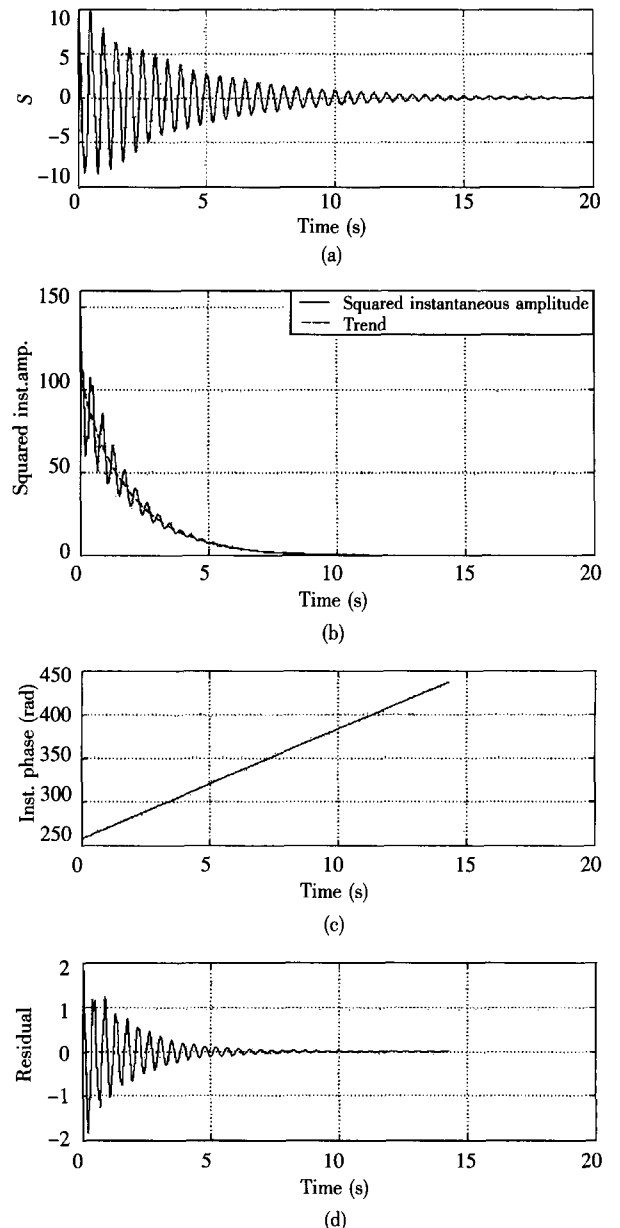 10
5
0
-5
-10
S
0
5
10
15
20
Time (s)
(a)
150
100
50
0
Squared inst.amp.
Squared instantaneous amplitude
Trend
0
5
10
15
20
Time (s)
(b)
450
400
350
300
250
Inst. phase (rad)
0
5
10
15
20
Time (s)
(c)
2
1
0
-1
-2
Residual
0
5
10
15
20
Time (s)
(d)